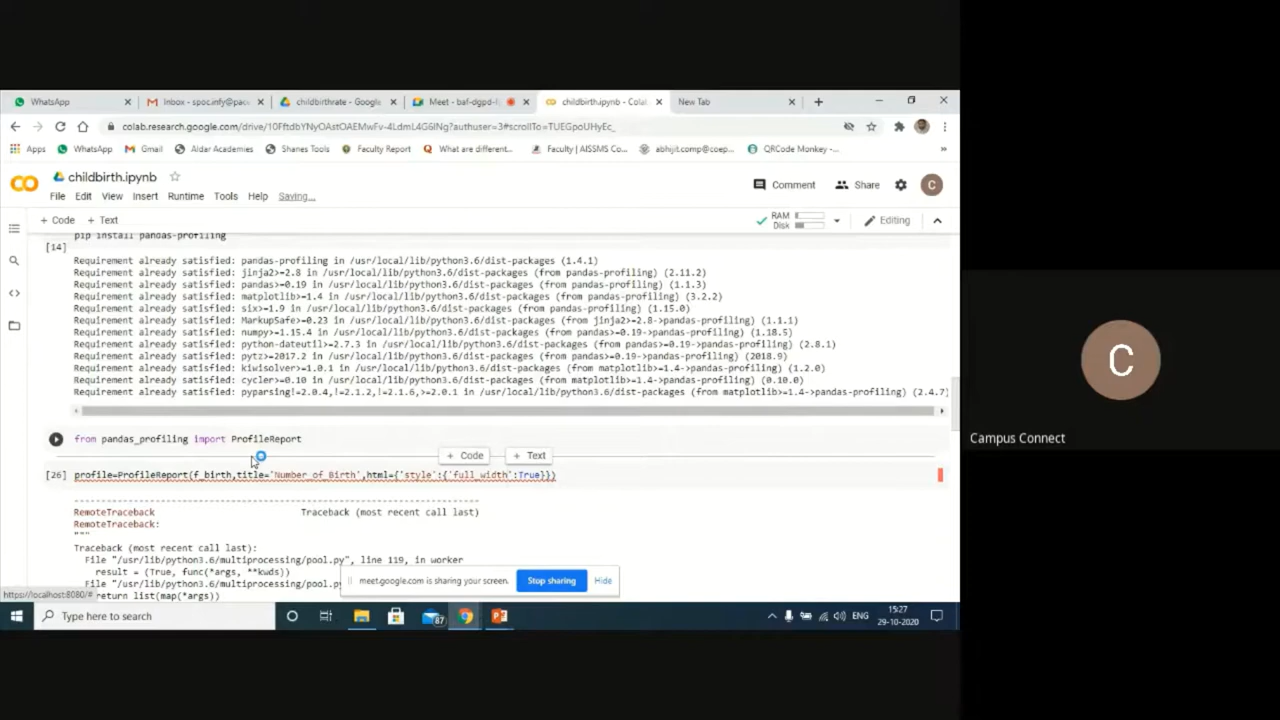 WhatsApp
Inbox - spoc.infy@pac
childbirthrate - Google
Meet - baf-dgpd-
childbirth.ipynb - Colab
New Tab
colab.research.google.com/drive/10FftdbYNyOAstOAEMwFv-4LdmL4G6lNg?authuser=3#scrollTo=TUEGpoUHyEc_
Apps
WhatsApp
Gmail
Aldar Academies
Shanes Tools
Faculty Report
What are different...
Faculty | AISSMS Co...
abhijit.comp@coep...
QRCode Monkey -...
childbirth.ipynb
Comment
Share
C
File Edit View Insert Runtime Tools Help Saving...
+ Code + Text
RAM
Disk
Editing
pip install pandas-profiling
[14]
Requirement already satisfied: pandas-profiling in /usr/local/lib/python3.6/dist-packages (1.4.1)
Requirement already satisfied: jinja2>=2.8 in /usr/local/lib/python3.6/dist-packages (from pandas-profiling) (2.11.2)
Requirement already satisfied: pandas>=0.19 in /usr/local/lib/python3.6/dist-packages (from pandas-profiling) (1.1.3)
Requirement already satisfied: matplotlib>=1.4 in /usr/local/lib/python3.6/dist-packages (from pandas-profiling) (3.2.2)
Requirement already satisfied: six>=1.9 in /usr/local/lib/python3.6/dist-packages (from pandas-profiling) (1.15.0)
Requirement already satisfied: MarkupSafe>=0.23 in /usr/local/lib/python3.6/dist-packages (from jinja2>=2.8->pandas-profiling) (1.1.1)
Requirement already satisfied: numpy>=1.15.4 in /usr/local/lib/python3.6/dist-packages (from pandas>=0.19->pandas-profiling) (1.18.5)
Requirement already satisfied: python-dateutil>=2.7.3 in /usr/local/lib/python3.6/dist-packages (from pandas>=0.19->pandas-profiling) (2.8.1)
Requirement already satisfied: pytz>=2017.2 in /usr/local/lib/python3.6/dist-packages (from pandas>=0.19->pandas-profiling) (2018.9)
Requirement already satisfied: kiwisolver>=1.0.1 in /usr/local/lib/python3.6/dist-packages (from matplotlib>=1.4->pandas-profiling) (1.2.0)
Requirement already satisfied: cycler>=0.10 in /usr/local/lib/python3.6/dist-packages (from matplotlib>=1.4->pandas-profiling) (0.10.0)
Requirement already satisfied: pyparsing!=2.0.4,!=2.1.2,!=2.1.6,>=2.0.1 in /usr/local/lib/python3.6/dist-packages (from matplotlib>=1.4->pandas-profiling) (2.4.7)
from pandas_profiling import ProfileReport
+ Code + Text
[26] profile=ProfileReport(f_birth,title='Number of Birth',html={'style':{'full_width':True}})
---------------------------------------------------------------------------
RemoteTraceback Traceback (most recent call last)
RemoteTraceback:
"""
Traceback (most recent call last):
File "/usr/lib/python3.6/multiprocessing/pool.py", line 119, in worker
result = (True, func(*args, **kwds))
File "/usr/lib/python3.6/multiprocessing/pool.py
return list(map(*args))
meet.google.com is sharing your screen.
Stop sharing
Hide
https://localhost:8080/#
Type here to search
87
ENG
15:27
29-10-2020
C
Campus Connect